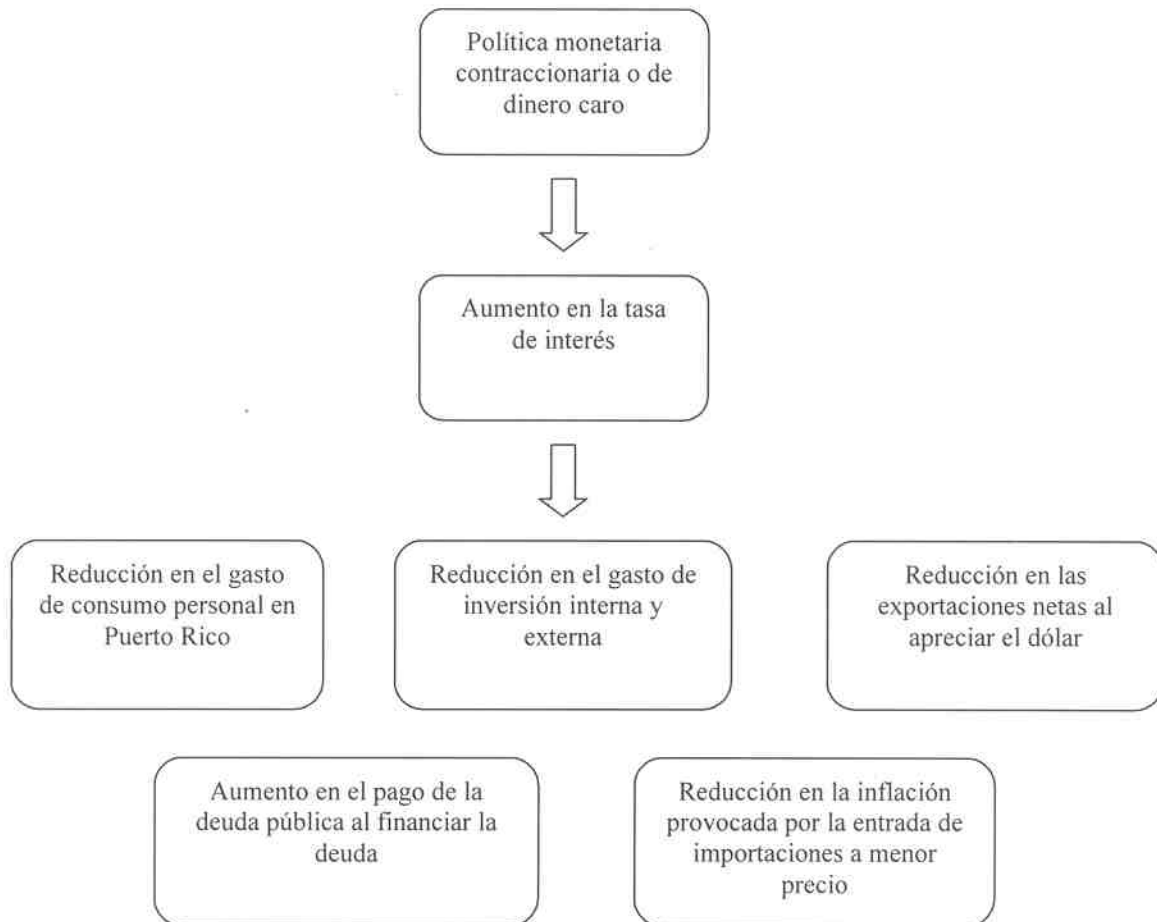 Política monetaria
contraccionaria o de
dinero caro
Aumento en la tasa
de interés
Reducción en el gasto
de consumo personal en
Puerto Rico
Reducción en el gasto de
inversión interna y
externa
Reducción en las
exportaciones netas al
apreciar el dólar
Aumento en el pago de la
deuda pública al financiar la
deuda
Reducción en la inflación
provocada por la entrada de
importaciones a menor
precio